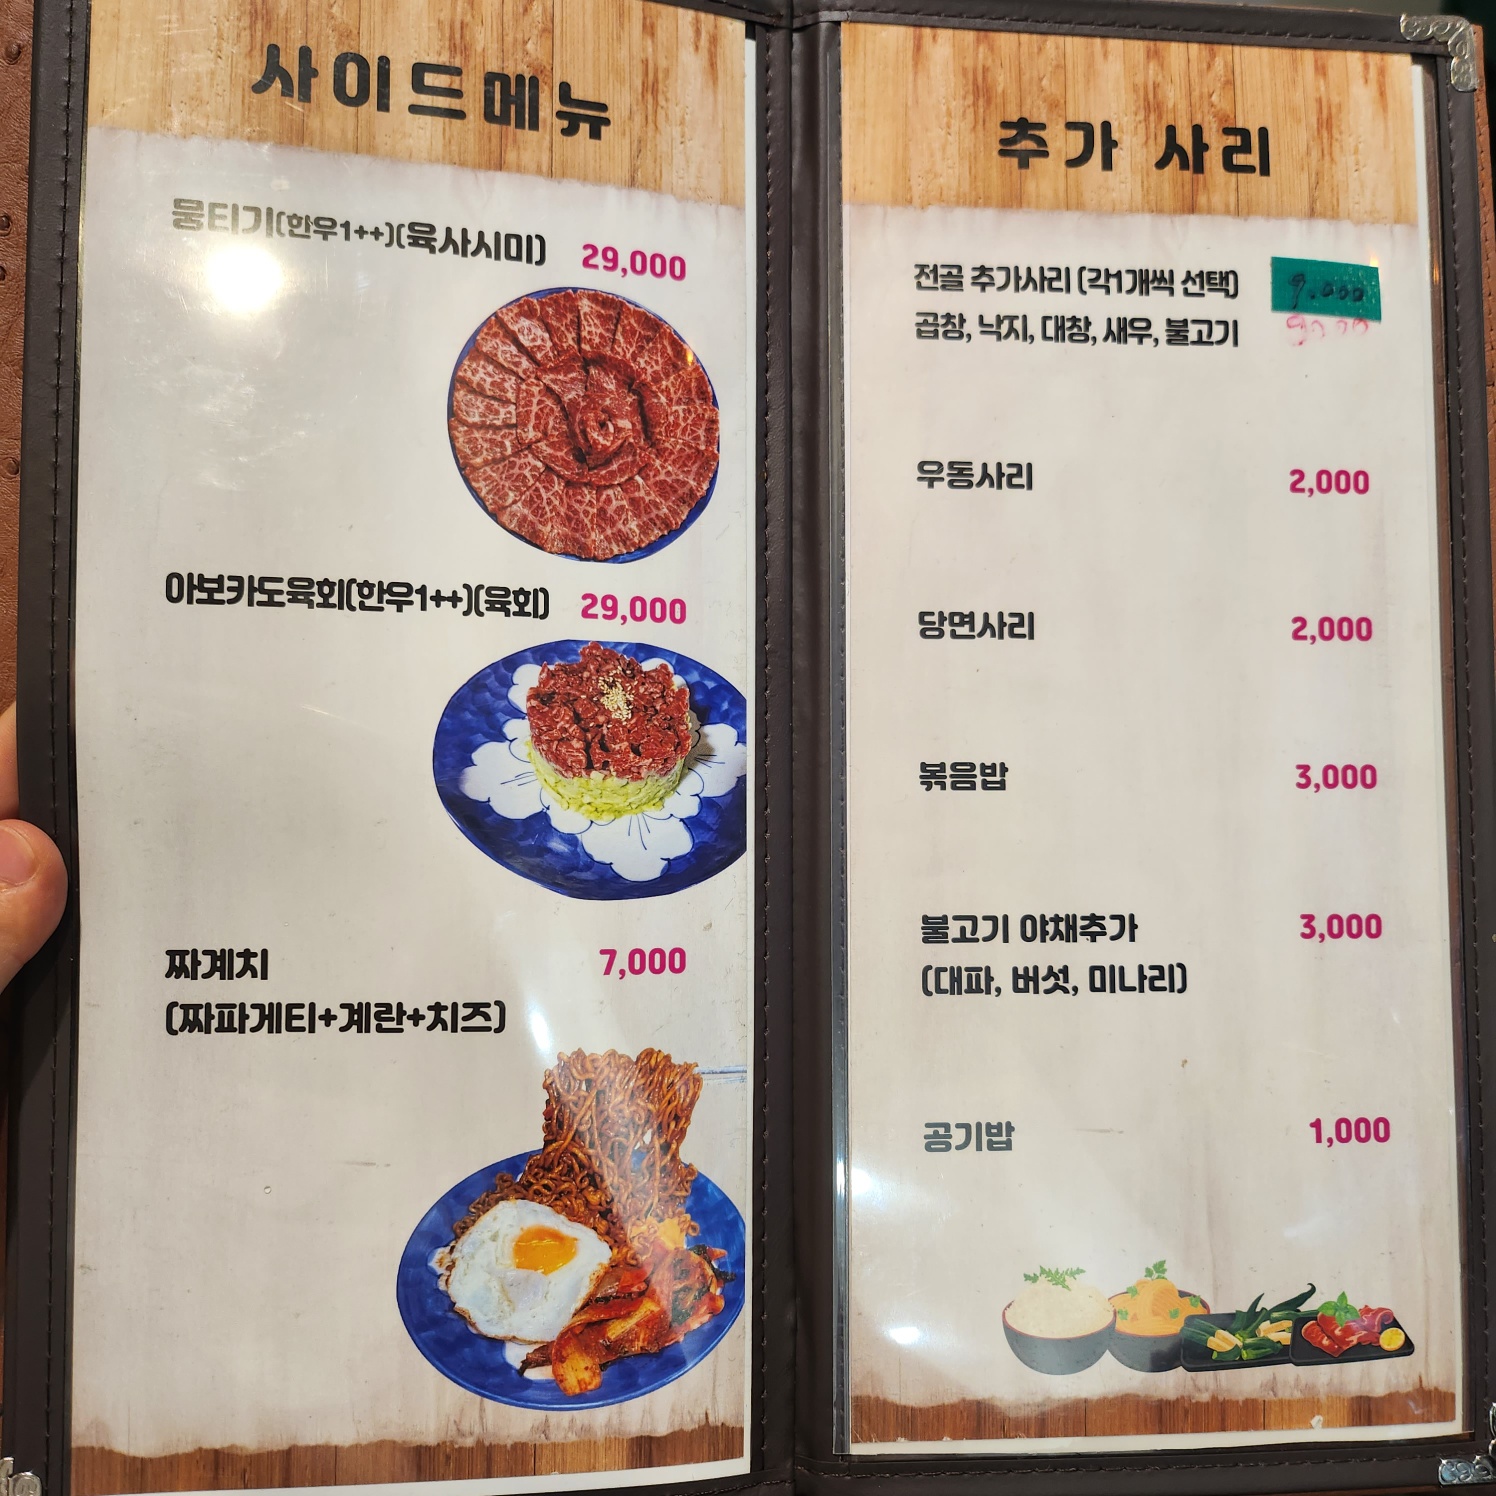 사이드메뉴
뭉티기(한우1++)(육사시미) 29,000
아보카도육회(한우1++)(육회) 29,000
짜계치 7,000
(짜파게티+계란+치즈)
추가 사리
전골 추가사리 (각1개씩 선택) 9.000
곱창, 낙지, 대창, 새우, 불고기
우동사리 2,000
당면사리 2,000
볶음밥 3,000
불고기 야채추가 3,000
(대파, 버섯, 미나리)
공기밥 1,000